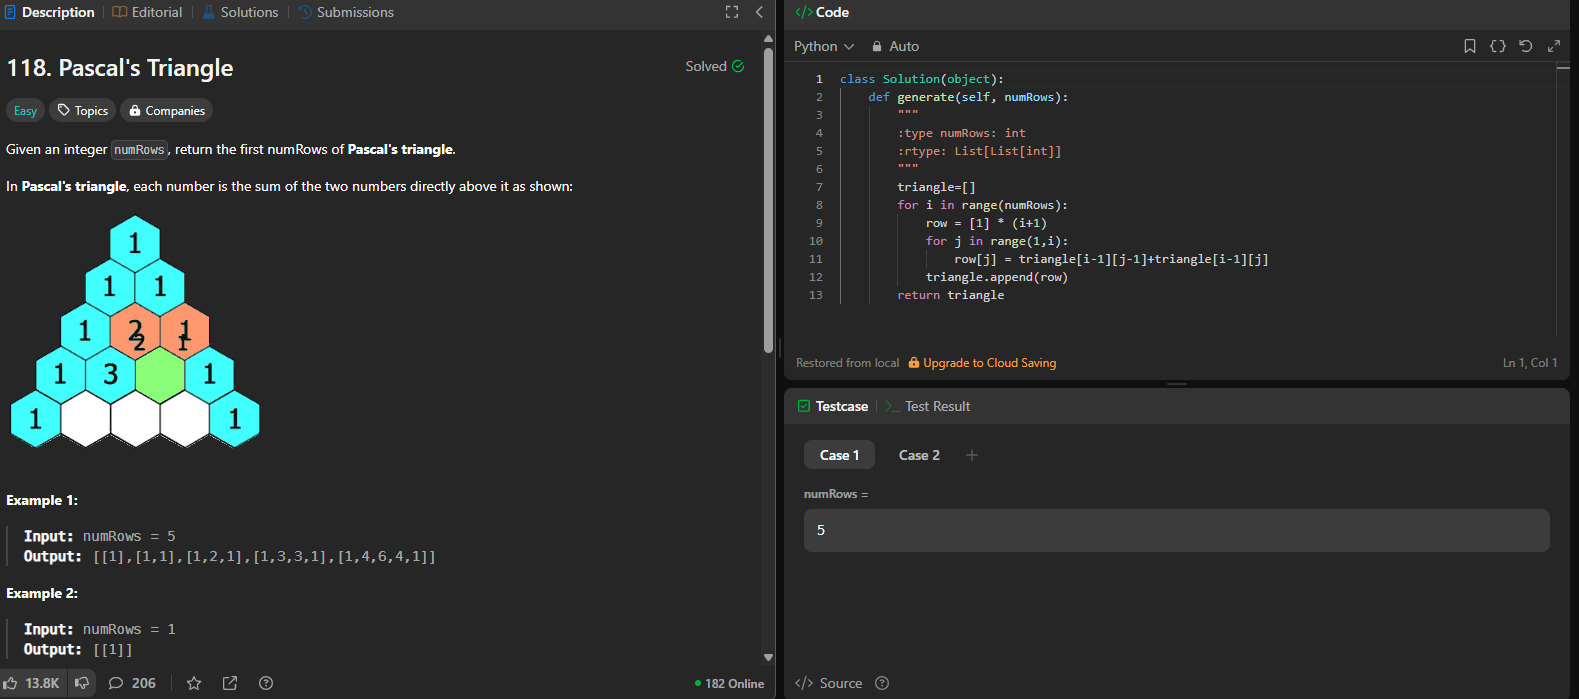 Description Editorial Solutions Submissions
118. Pascal's Triangle
Solved
Easy Topics Companies
Given an integer numRows, return the first numRows of Pascal's triangle.
In Pascal's triangle, each number is the sum of the two numbers directly above it as shown:
1
1 1
1 2 1
2 1
1 3 1
1 1
Example 1:
Input: numRows = 5
Output: [[1],[1,1],[1,2,1],[1,3,3,1],[1,4,6,4,1]]
Example 2:
Input: numRows = 1
Output: [[1]]
13.8K 206
182 Online
</> Code
Python Auto
1 class Solution(object):
2     def generate(self, numRows):
3         """
4         :type numRows: int
5         :rtype: List[List[int]]
6         """
7         triangle=[]
8         for i in range(numRows):
9             row = [1] * (i+1)
10             for j in range(1,i):
11                 row[j] = triangle[i-1][j-1]+triangle[i-1][j]
12             triangle.append(row)
13         return triangle
Restored from local Upgrade to Cloud Saving Ln 1, Col 1
Testcase >_ Test Result
Case 1 Case 2 +
numRows =
5
</> Source